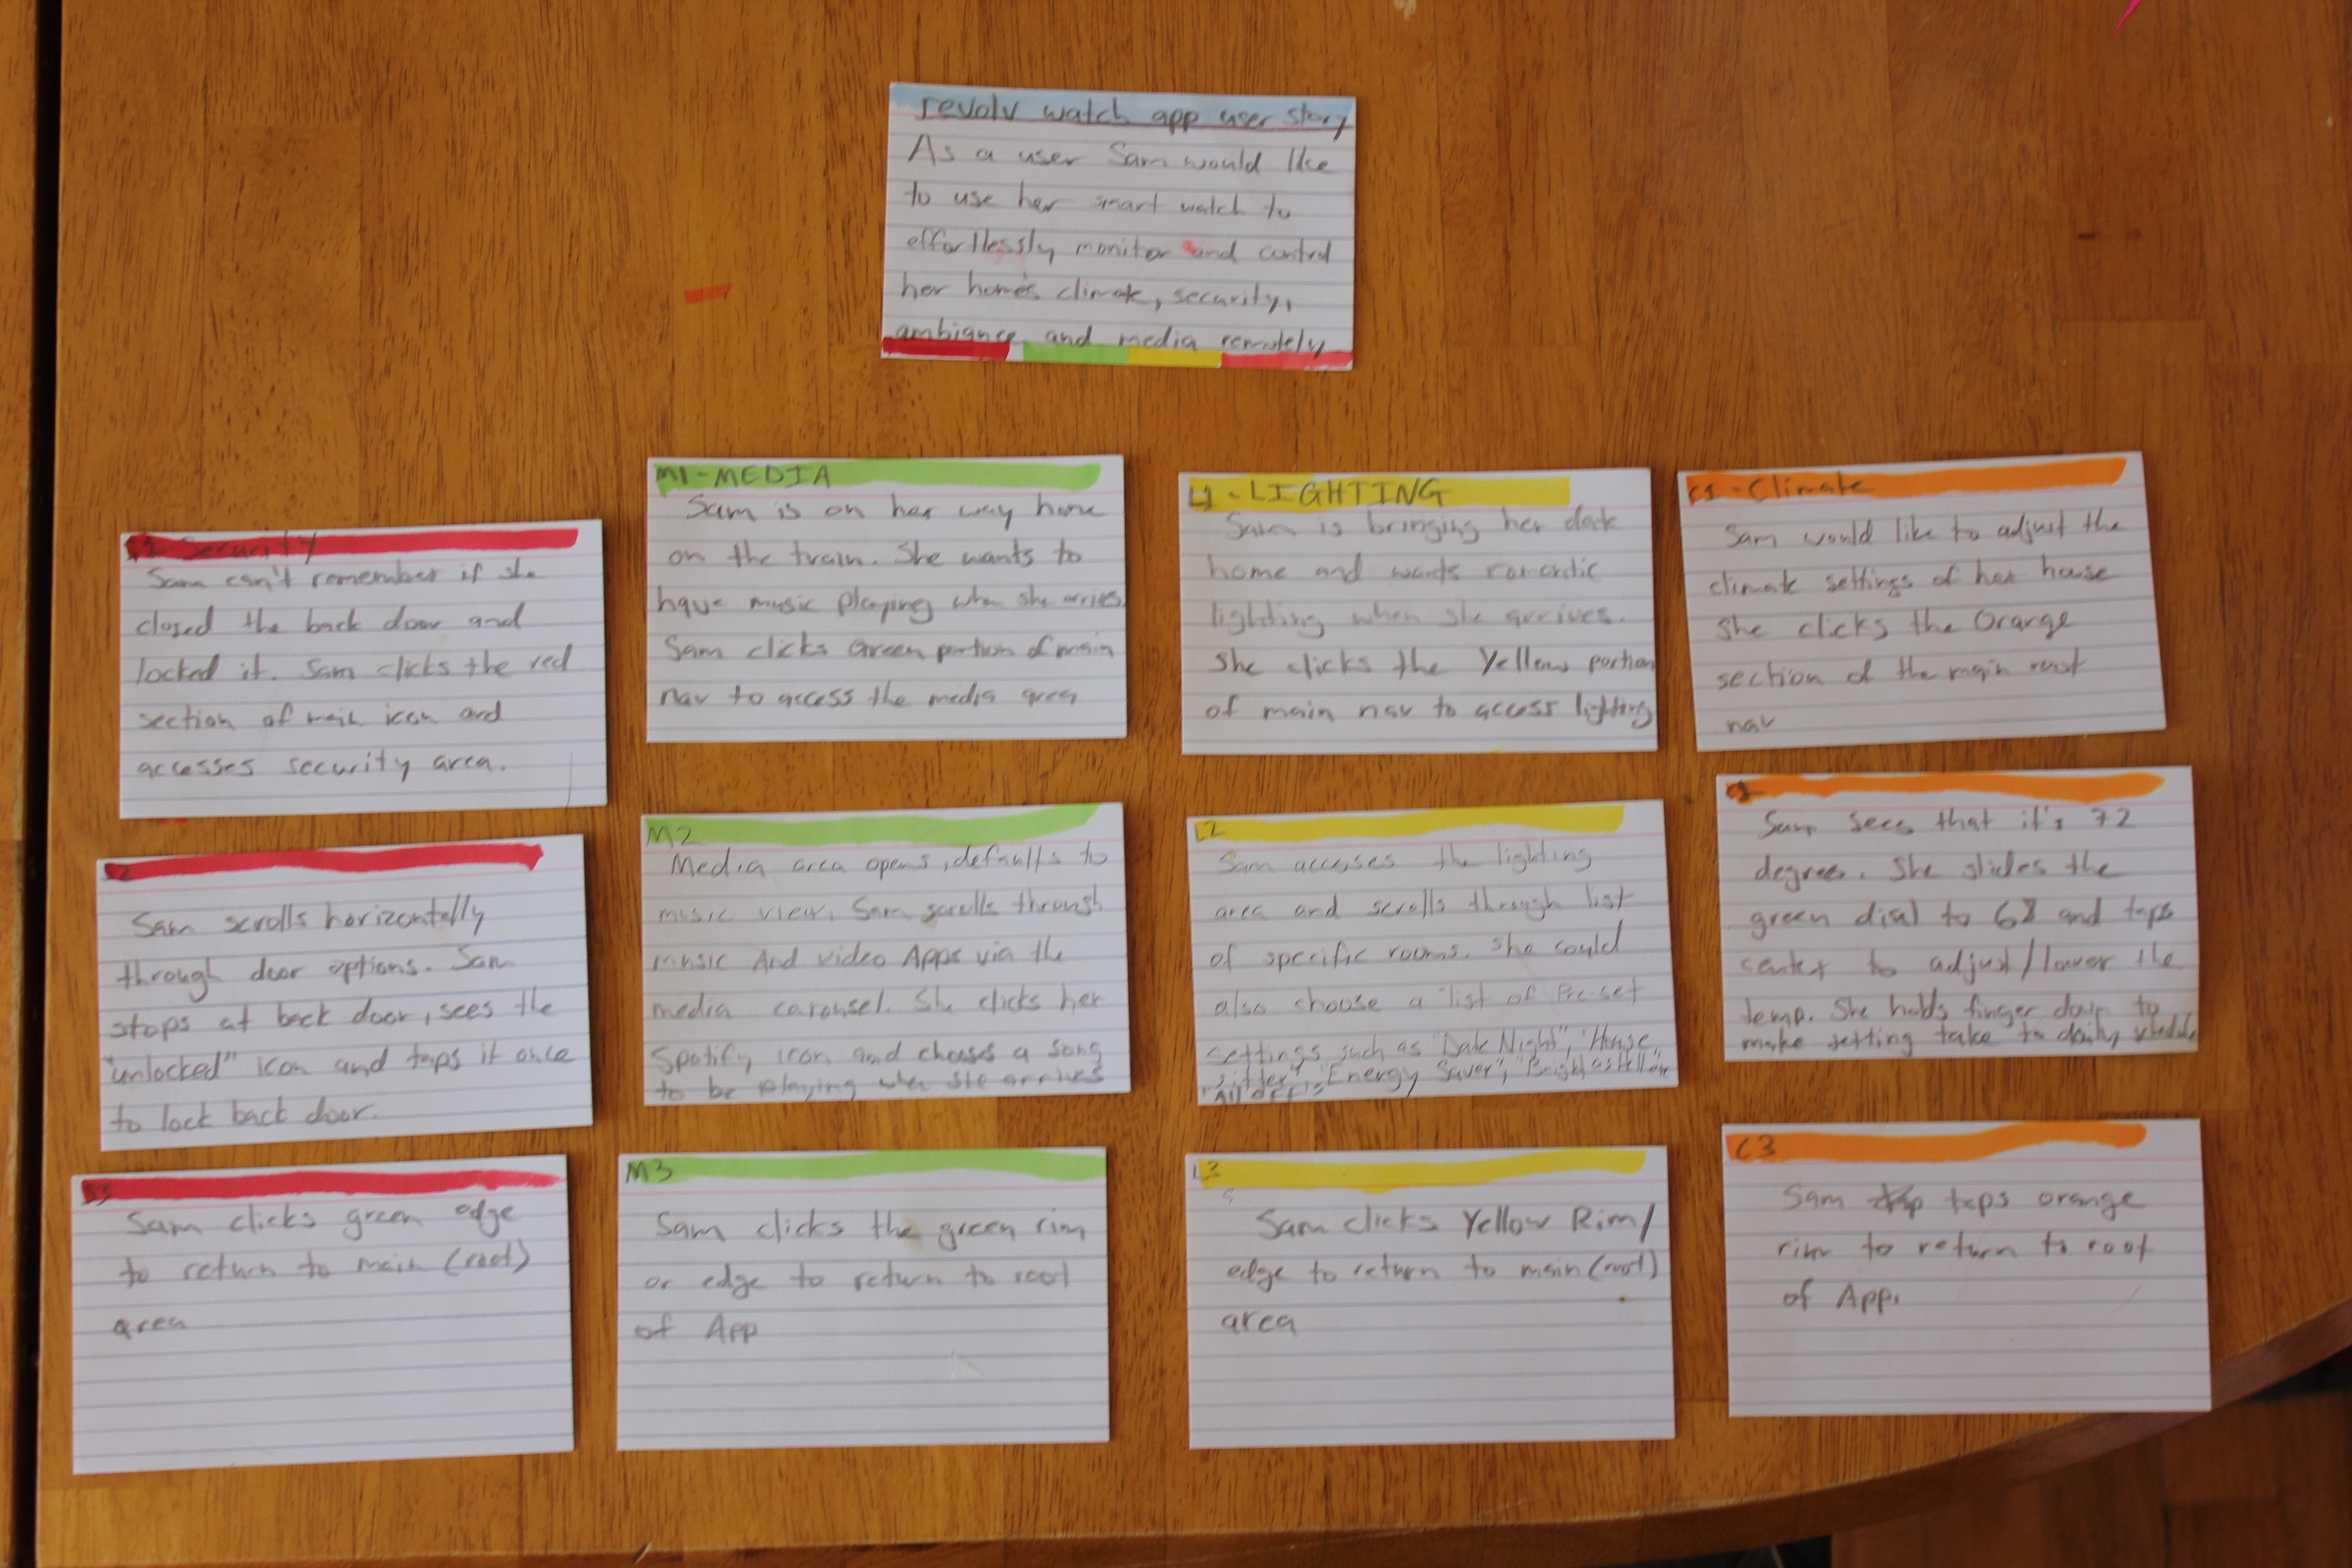 revolv watch app user story
As a user Sam would like
to use her smart watch to
effortlessly monitor and control
her home's climate, security,
ambiance and media remotely
S1-Security
Sam can't remember if she
closed the back door and
locked it. Sam clicks the red
section of main icon and
accesses security area.
S2
Sam scrolls horizontally
through door options. Sam
stops at back door, sees the
"unlocked" icon and taps it once
to lock back door.
S3
Sam clicks green edge
to return to main (root)
area
M1-MEDIA
Sam is on her way home
on the train. She wants to
have music playing when she arrives.
Sam clicks Green portion of main
nav to access the media area
M2
Media area opens, defaults to
music view. Sam scrolls through
music And video Apps via the
media carousel. She clicks her
Spotify icon and chooses a song
to be playing when she arrives
M3
Sam clicks the green rim
or edge to return to root
of App
L1-LIGHTING
Sam is bringing her date
home and wants romantic
lighting when she arrives.
She clicks the Yellow portion
of main nav to access lighting
L2
Sam accesses the lighting
area and scrolls through list
of specific rooms. She could
also choose a list of Pre-set
settings such as "Date Night", "House
Sitter", "Energy Saver", "Bright as Hell" or
"All OFF"
L3
Sam clicks Yellow Rim/
edge to return to main (root)
area
C1-Climate
Sam would like to adjust the
climate settings of her house
She clicks the Orange
section of the main root
nav
C2
Sam sees that it's 72
degrees. She slides the
green dial to 68 and taps
center to adjust/lower the
temp. She holds finger down to
make setting take to daily schedule
C3
Sam taps orange
rim to return to root
of App.